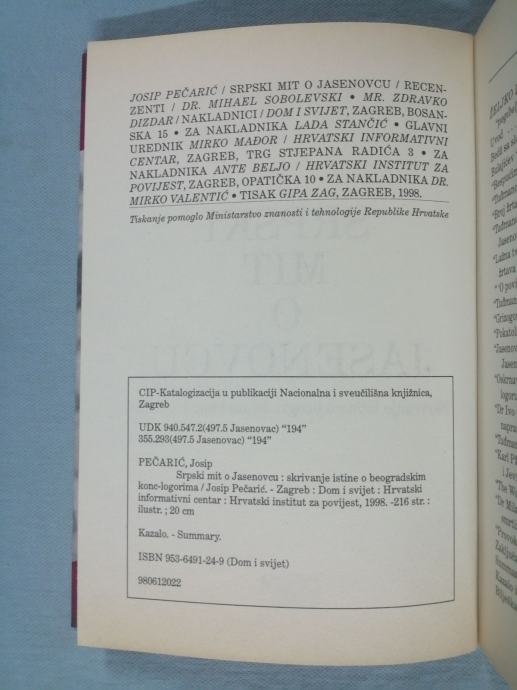 JOSIP PEČARIĆ / SRPSKI MIT O JASENOVCU / RECEN-
ZENTI / DR. MIHAEL SOBOLEVSKI • MR. ZDRAVKO
DIZDAR / NAKLADNICI / DOM I SVIJET, ZAGREB, BOSAN-
SKA 15 • ZA NAKLADNIKA LADA STANČIĆ • GLAVNI
UREDNIK MIRKO MAĐOR / HRVATSKI INFORMATIVNI
CENTAR, ZAGREB, TRG STJEPANA RADIĆA 3 • ZA
NAKLADNIKA ANTE BELJO / HRVATSKI INSTITUT ZA
POVIJEST, ZAGREB, OPATIČKA 10 • ZA NAKLADNIKA DR.
MIRKO VALENTIĆ • TISAK GIPA ZAG, ZAGREB, 1998.
Tiskanje pomoglo Ministarstvo znanosti i tehnologije Republike Hrvatske
SRPSKI
MIT
O
JASENOVCU
CIP-Katalogizacija u publikaciji Nacionalna i sveučilišna knjižnica,
Zagreb
UDK 940.547.2(497.5 Jasenovac) “194”
355.293(497.5 Jasenovac) “194”
PEČARIĆ, Josip
Srpski mit o Jasenovcu : skrivanje istine o beogradskim
konc-logorima / Josip Pečarić. - Zagreb : Dom i svijet : Hrvatski
informativni centar : Hrvatski institut za povijest, 1998. -216 str. :
ilustr. ; 20 cm
Kazalo. - Summary.
ISBN 953-6491-24-9 (Dom i svijet)
980612022
ŽELJKO
Uvod